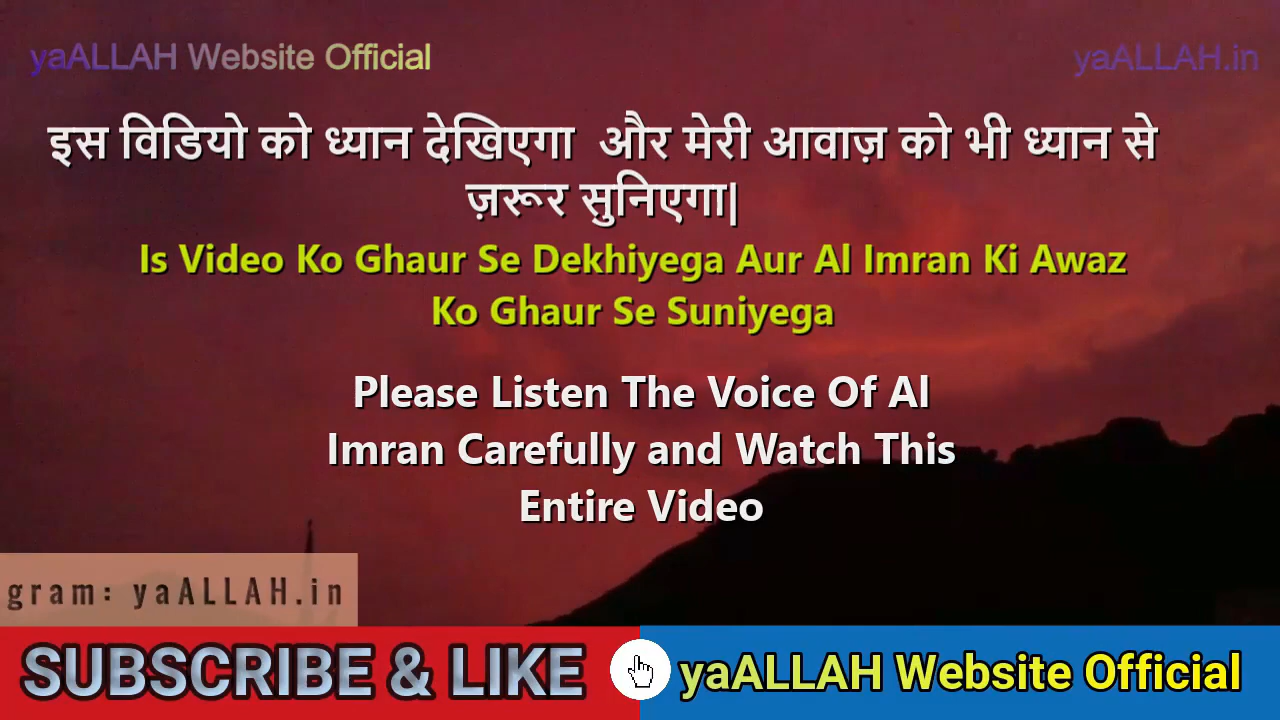 yaALLAH Website Official
yaALLAH.in
इस विडियो को ध्यान देखिएगा और मेरी आवाज़ को भी ध्यान से
ज़रूर सुनिएगा|
Is Video Ko Ghaur Se Dekhiyega Aur Al Imran Ki Awaz
Ko Ghaur Se Suniyega
Please Listen The Voice Of Al
Imran Carefully and Watch This
Entire Video
gram: yaALLAH.in
SUBSCRIBE & LIKE
yaALLAH Website Official